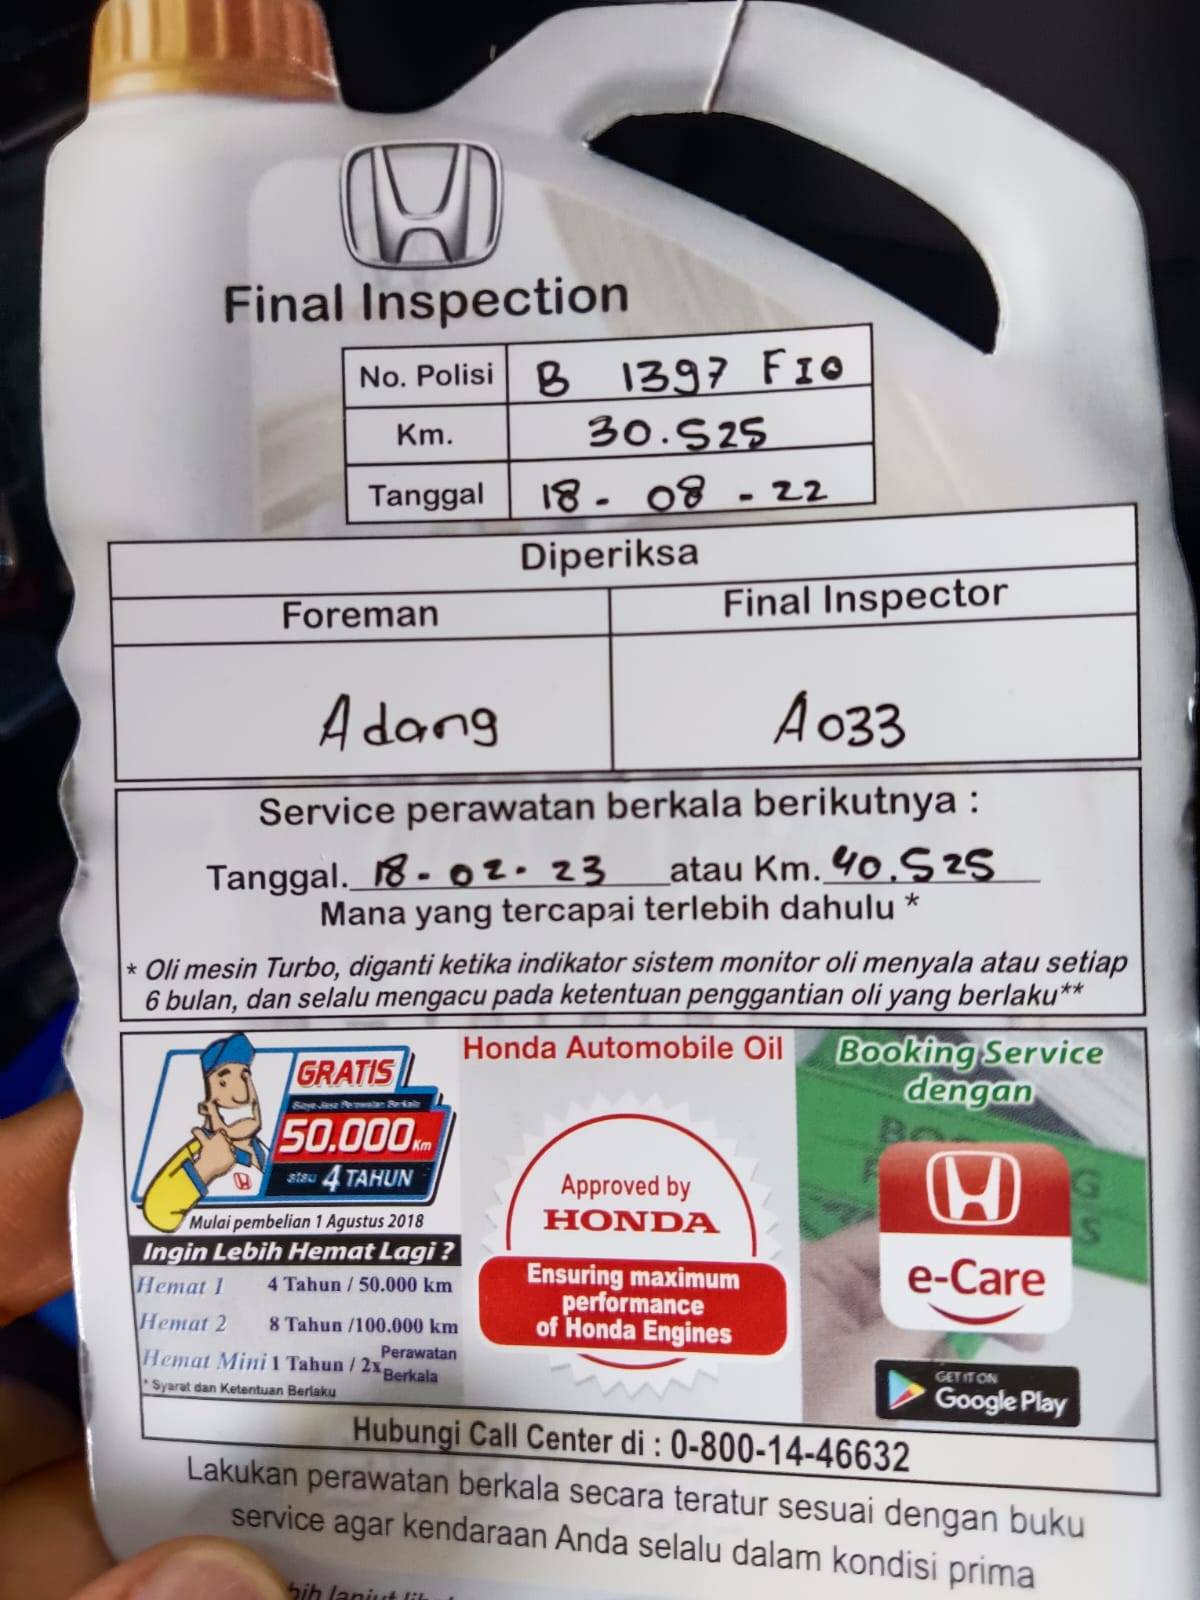 Final Inspection
No. Polisi B 1397 FIO
Km. 30.525
Tanggal 18 - 08 - 22
Diperiksa
Foreman Final Inspector
Adang A033
Service perawatan berkala berikutnya :
Tanggal. 18 - 02 - 23 atau Km. 40.525
Mana yang tercapai terlebih dahulu *
* Oli mesin Turbo, diganti ketika indikator sistem monitor oli menyala atau setiap
6 bulan, dan selalu mengacu pada ketentuan penggantian oli yang berlaku**
GRATIS
Biaya Jasa Perawatan Berkala
50.000 Km
atau 4 TAHUN
Mulai pembelian 1 Agustus 2018
Ingin Lebih Hemat Lagi ?
Hemat 1 4 Tahun / 50.000 km
Hemat 2 8 Tahun /100.000 km
Hemat Mini 1 Tahun / 2x Perawatan Berkala
* Syarat dan Ketentuan Berlaku
Honda Automobile Oil
Approved by
HONDA
Ensuring maximum
performance
of Honda Engines
Booking Service
dengan
e-Care
GET IT ON
Google Play
Hubungi Call Center di : 0-800-14-46632
Lakukan perawatan berkala secara teratur sesuai dengan buku
service agar kendaraan Anda selalu dalam kondisi prima